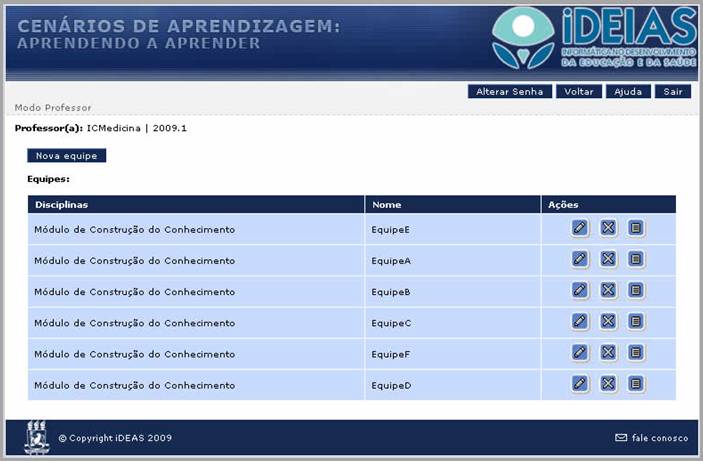 CENÁRIOS DE APRENDIZAGEM:
APRENDENDO A APRENDER
iDEIAS
INFORMÁTICA NO DESENVOLVIMENTO
DA EDUCAÇÃO E DA SAÚDE
Alterar Senha Voltar Ajuda Sair
Modo Professor
Professor(a): ICMedicina | 2009.1
Nova equipe
Equipes:
Disciplinas Nome Ações
Módulo de Construção do Conhecimento EquipeE
Módulo de Construção do Conhecimento EquipeA
Módulo de Construção do Conhecimento EquipeB
Módulo de Construção do Conhecimento EquipeC
Módulo de Construção do Conhecimento EquipeF
Módulo de Construção do Conhecimento EquipeD
© Copyright iDEAS 2009 fale conosco